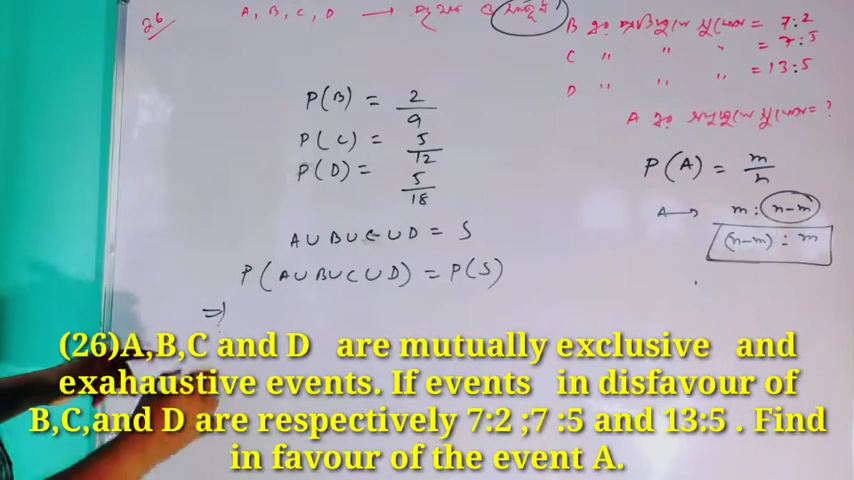 26
A, B, C, D → ও
B = 7:2
C " " " = 7:5
D " " " = 13:5
A = ?
P(B) = 2/9
P(C) = 5/12
P(D) = 5/18
P(A) = m/n
A → m : n-m
(n-m) : m
A∪B∪C∪D = S
P(A∪B∪C∪D) = P(S)
⇒
(26)A,B,C and D are mutually exclusive and
exahaustive events. If events in disfavour of
B,C,and D are respectively 7:2 ;7 :5 and 13:5 . Find
in favour of the event A.